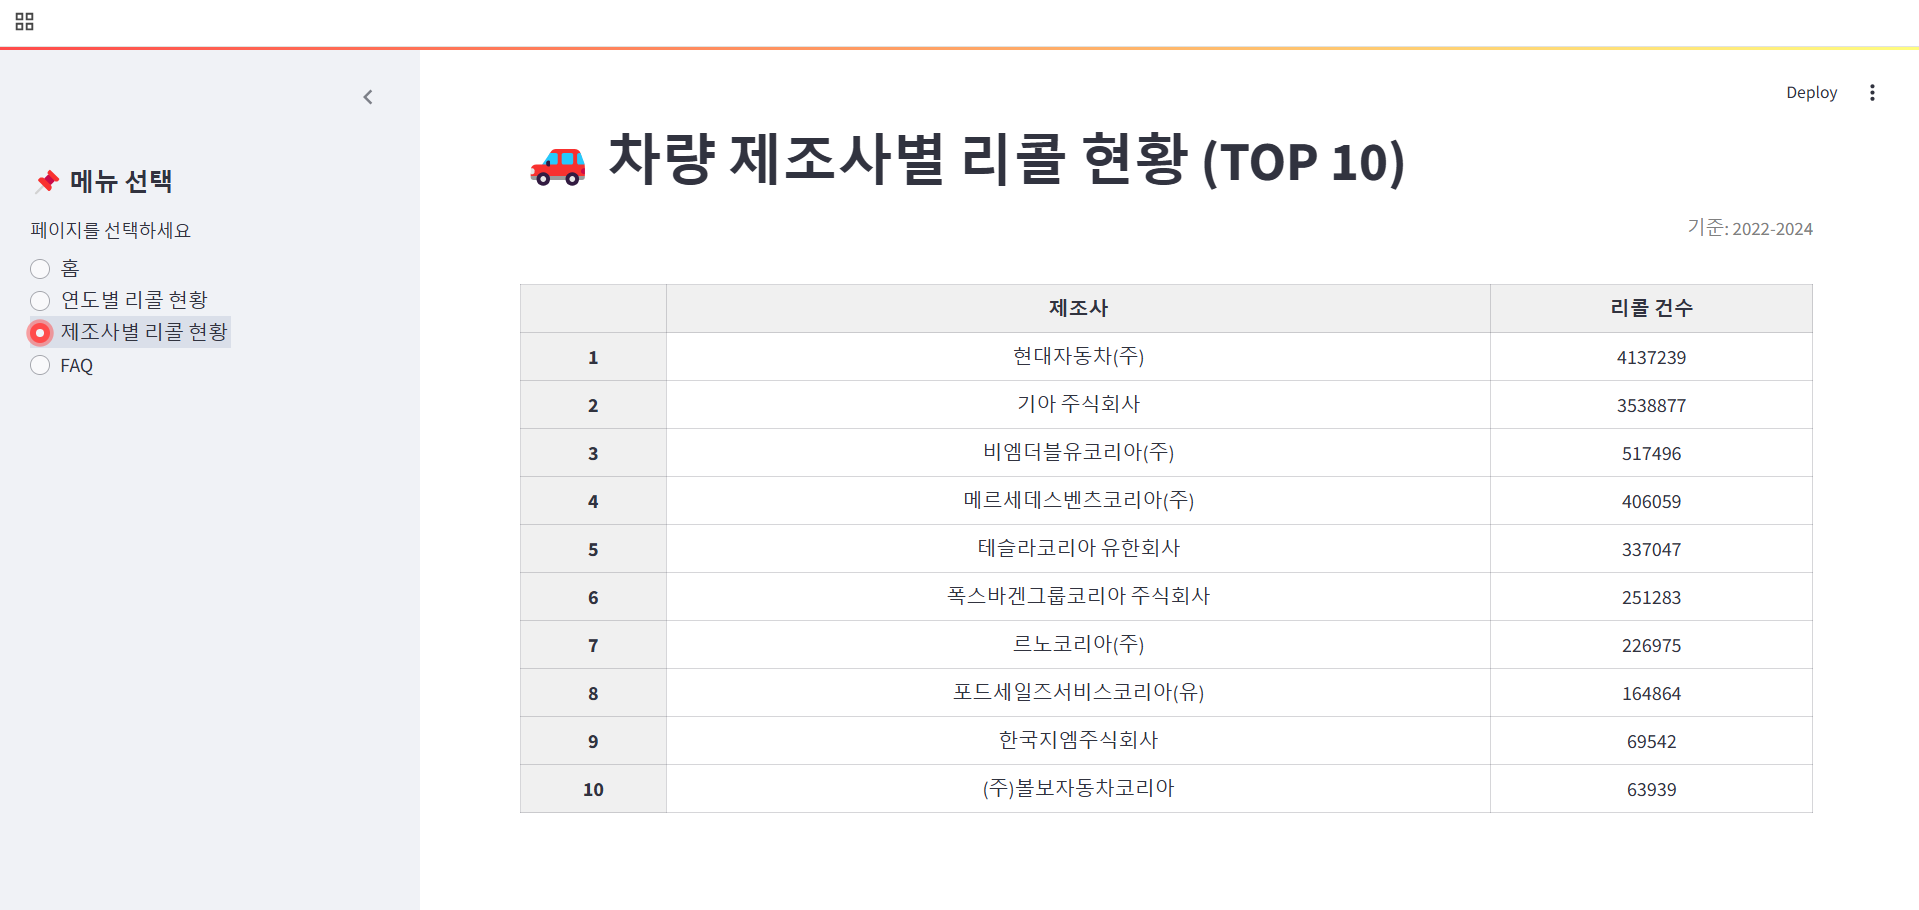 Deploy
메뉴 선택
페이지를 선택하세요
홈
연도별 리콜 현황
제조사별 리콜 현황
FAQ
차량 제조사별 리콜 현황 (TOP 10)
기준: 2022-2024
제조사 리콜 건수
1 현대자동차(주) 4137239
2 기아 주식회사 3538877
3 비엠더블유코리아(주) 517496
4 메르세데스벤츠코리아(주) 406059
5 테슬라코리아 유한회사 337047
6 폭스바겐그룹코리아 주식회사 251283
7 르노코리아(주) 226975
8 포드세일즈서비스코리아(유) 164864
9 한국지엠주식회사 69542
10 (주)볼보자동차코리아 63939